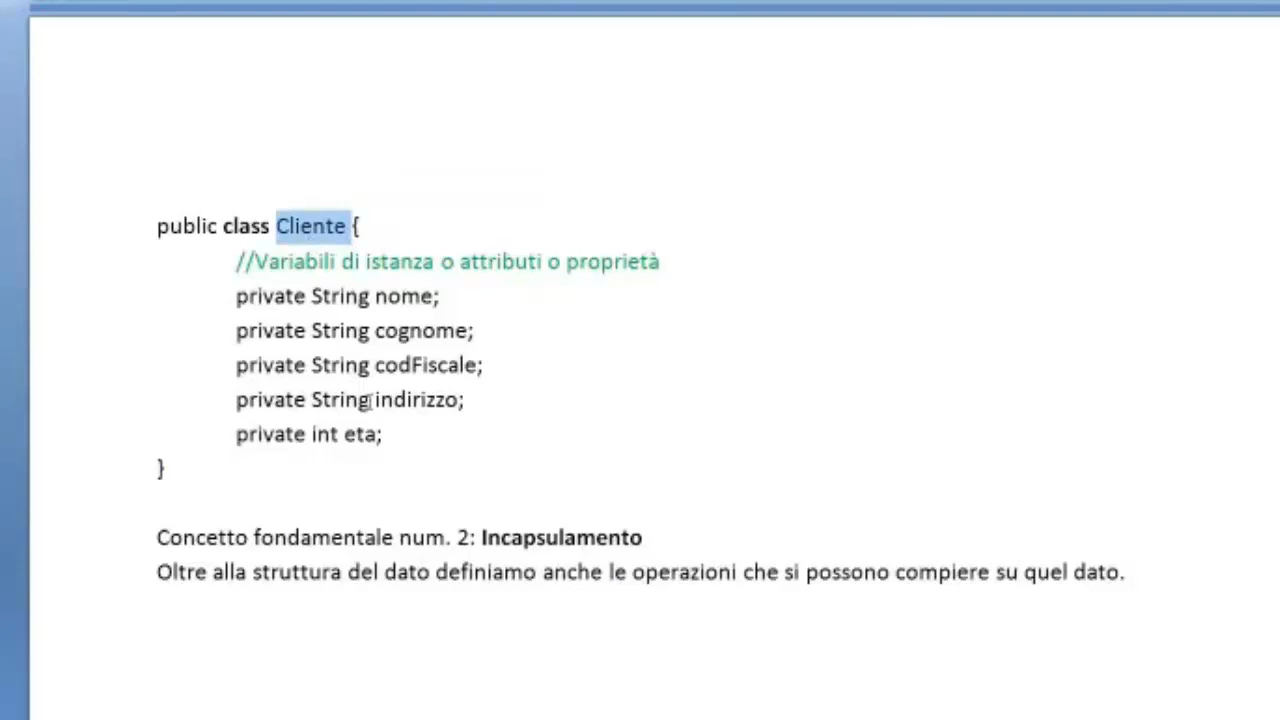 public class Cliente {
//Variabili di istanza o attributi o proprietà
private String nome;
private String cognome;
private String codFiscale;
private String indirizzo;
private int eta;
}
Concetto fondamentale num. 2: Incapsulamento
Oltre alla struttura del dato definiamo anche le operazioni che si possono compiere su quel dato.